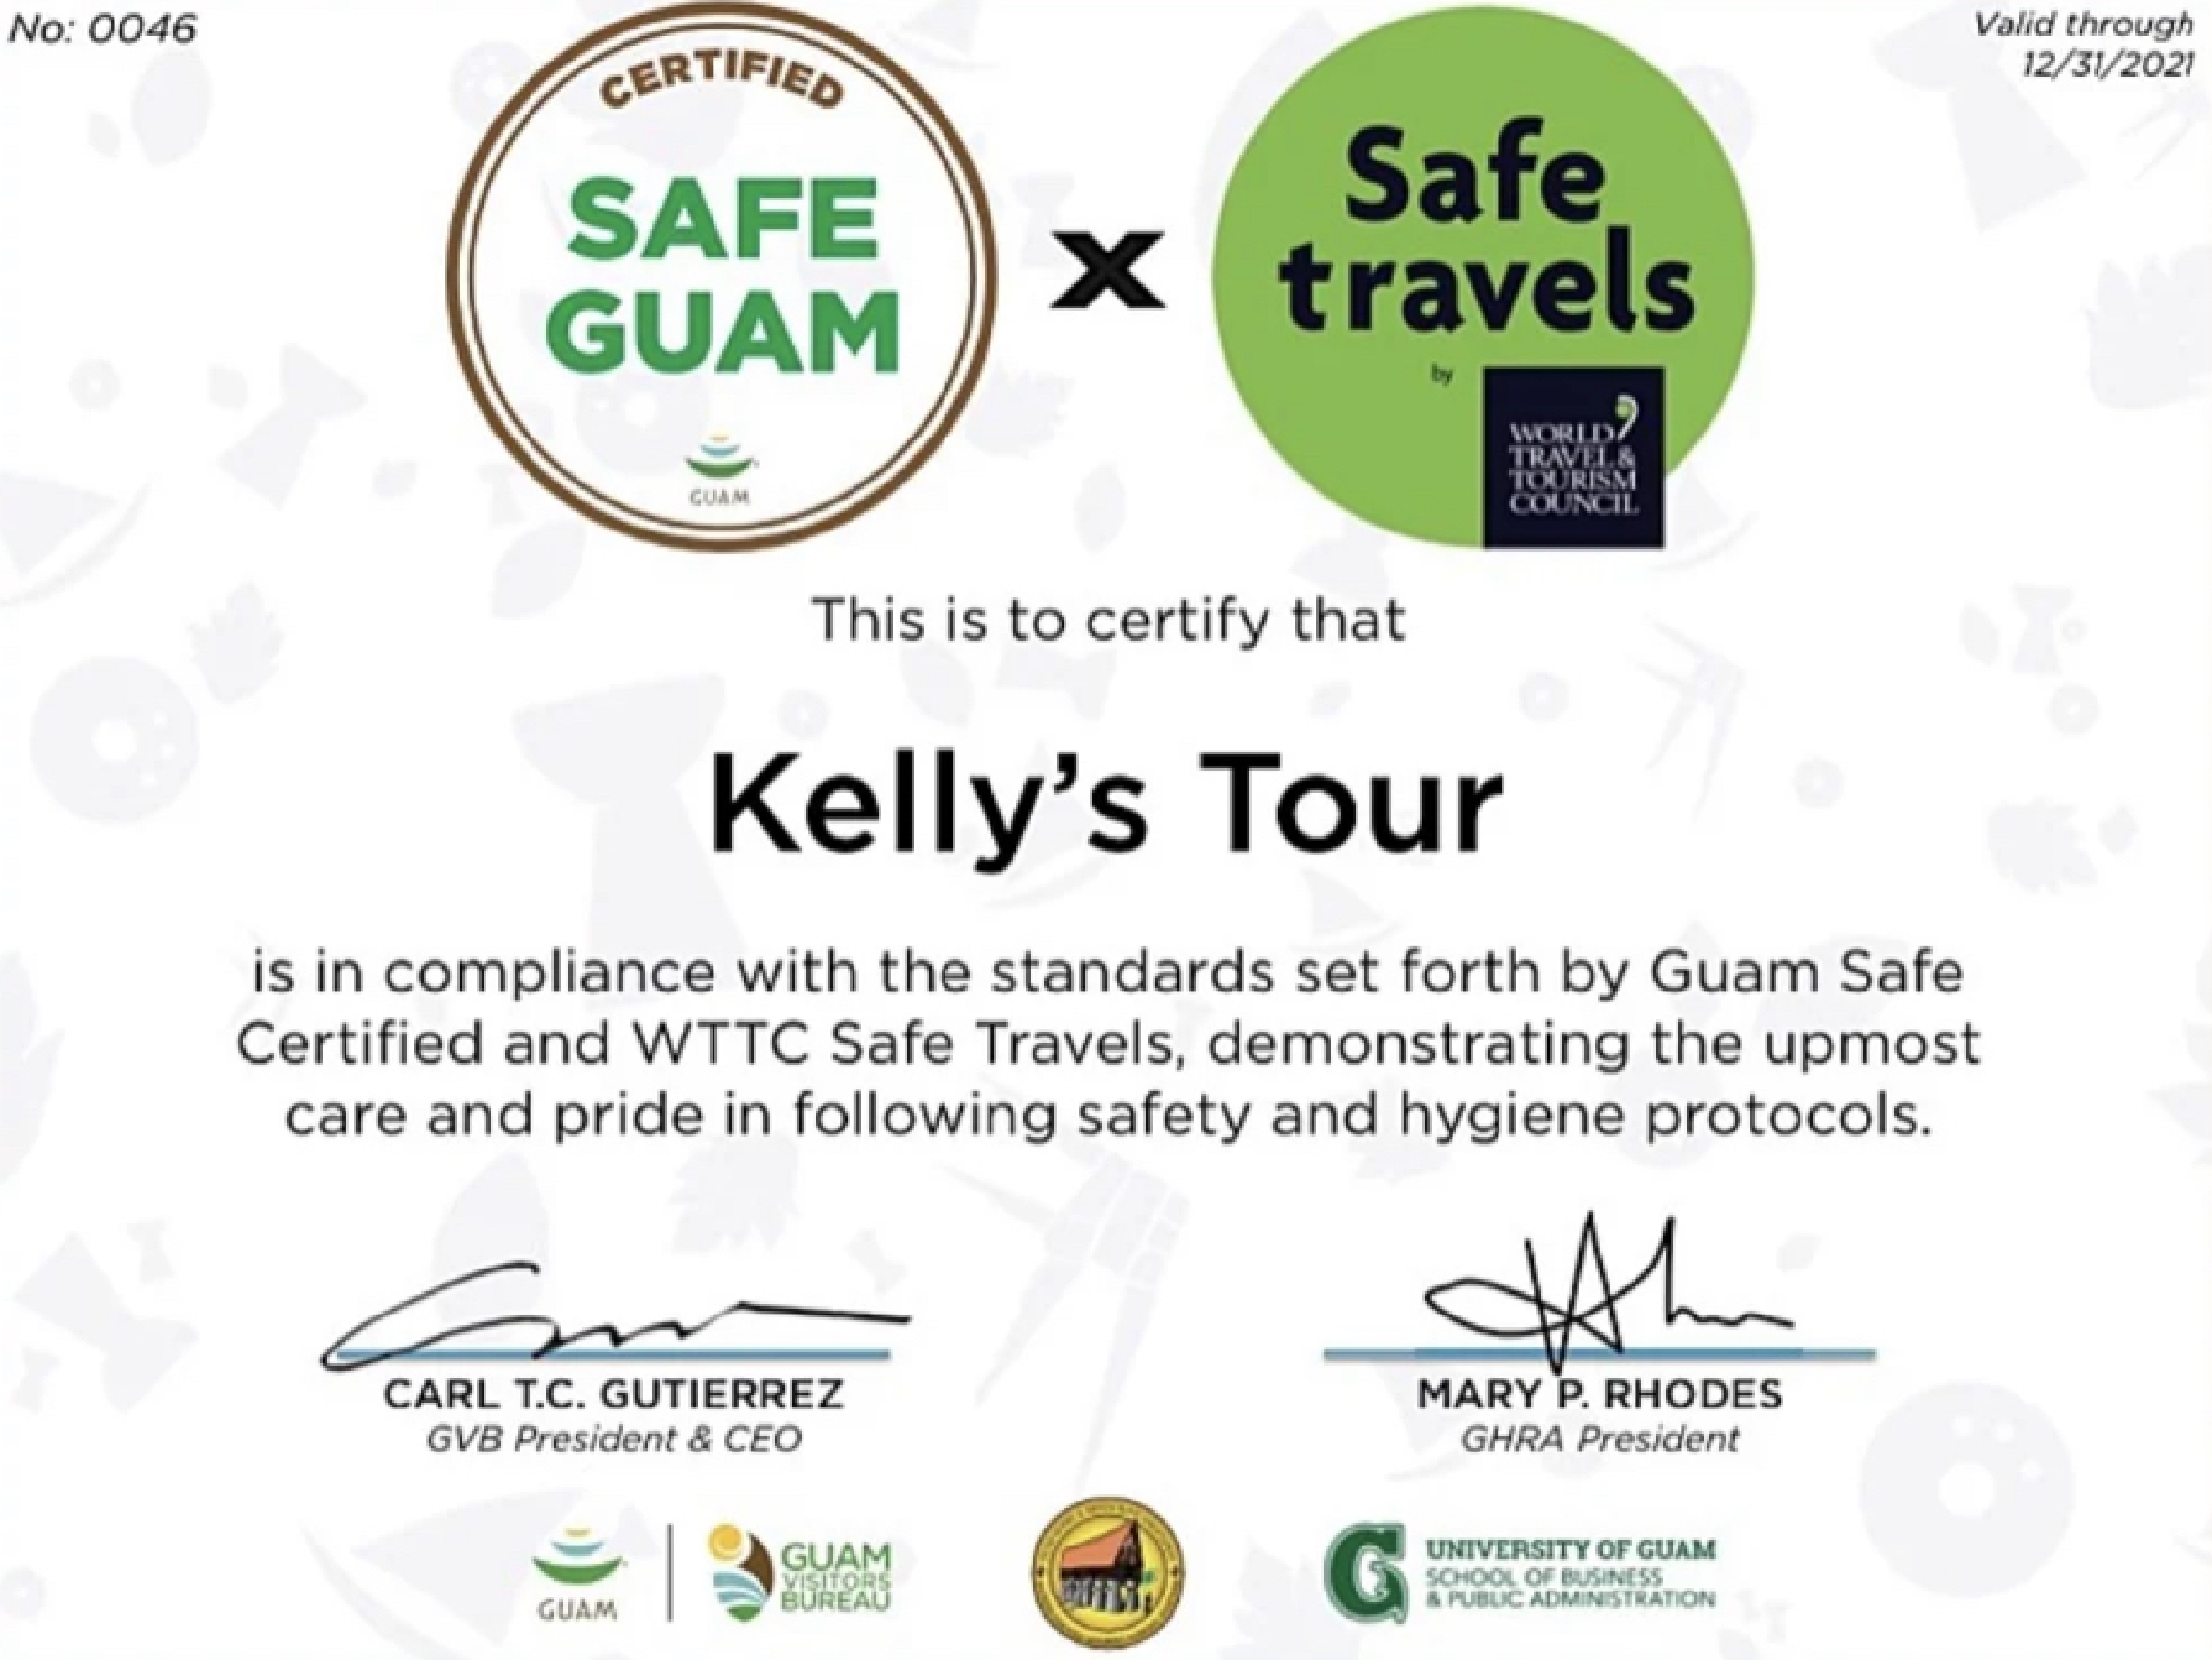 No: 0046
Valid through
12/31/2021
CERTIFIED
SAFE
GUAM
GUAM
x
Safe
travels
by
WORLD
TRAVEL &
TOURISM
COUNCIL
This is to certify that
Kelly's Tour
is in compliance with the standards set forth by Guam Safe
Certified and WTTC Safe Travels, demonstrating the upmost
care and pride in following safety and hygiene protocols.
CARL T.C. GUTIERREZ
GVB President & CEO
MARY P. RHODES
GHRA President
GUAM
GUAM
VISITORS
BUREAU
G
UNIVERSITY OF GUAM
SCHOOL OF BUSINESS
& PUBLIC ADMINISTRATION